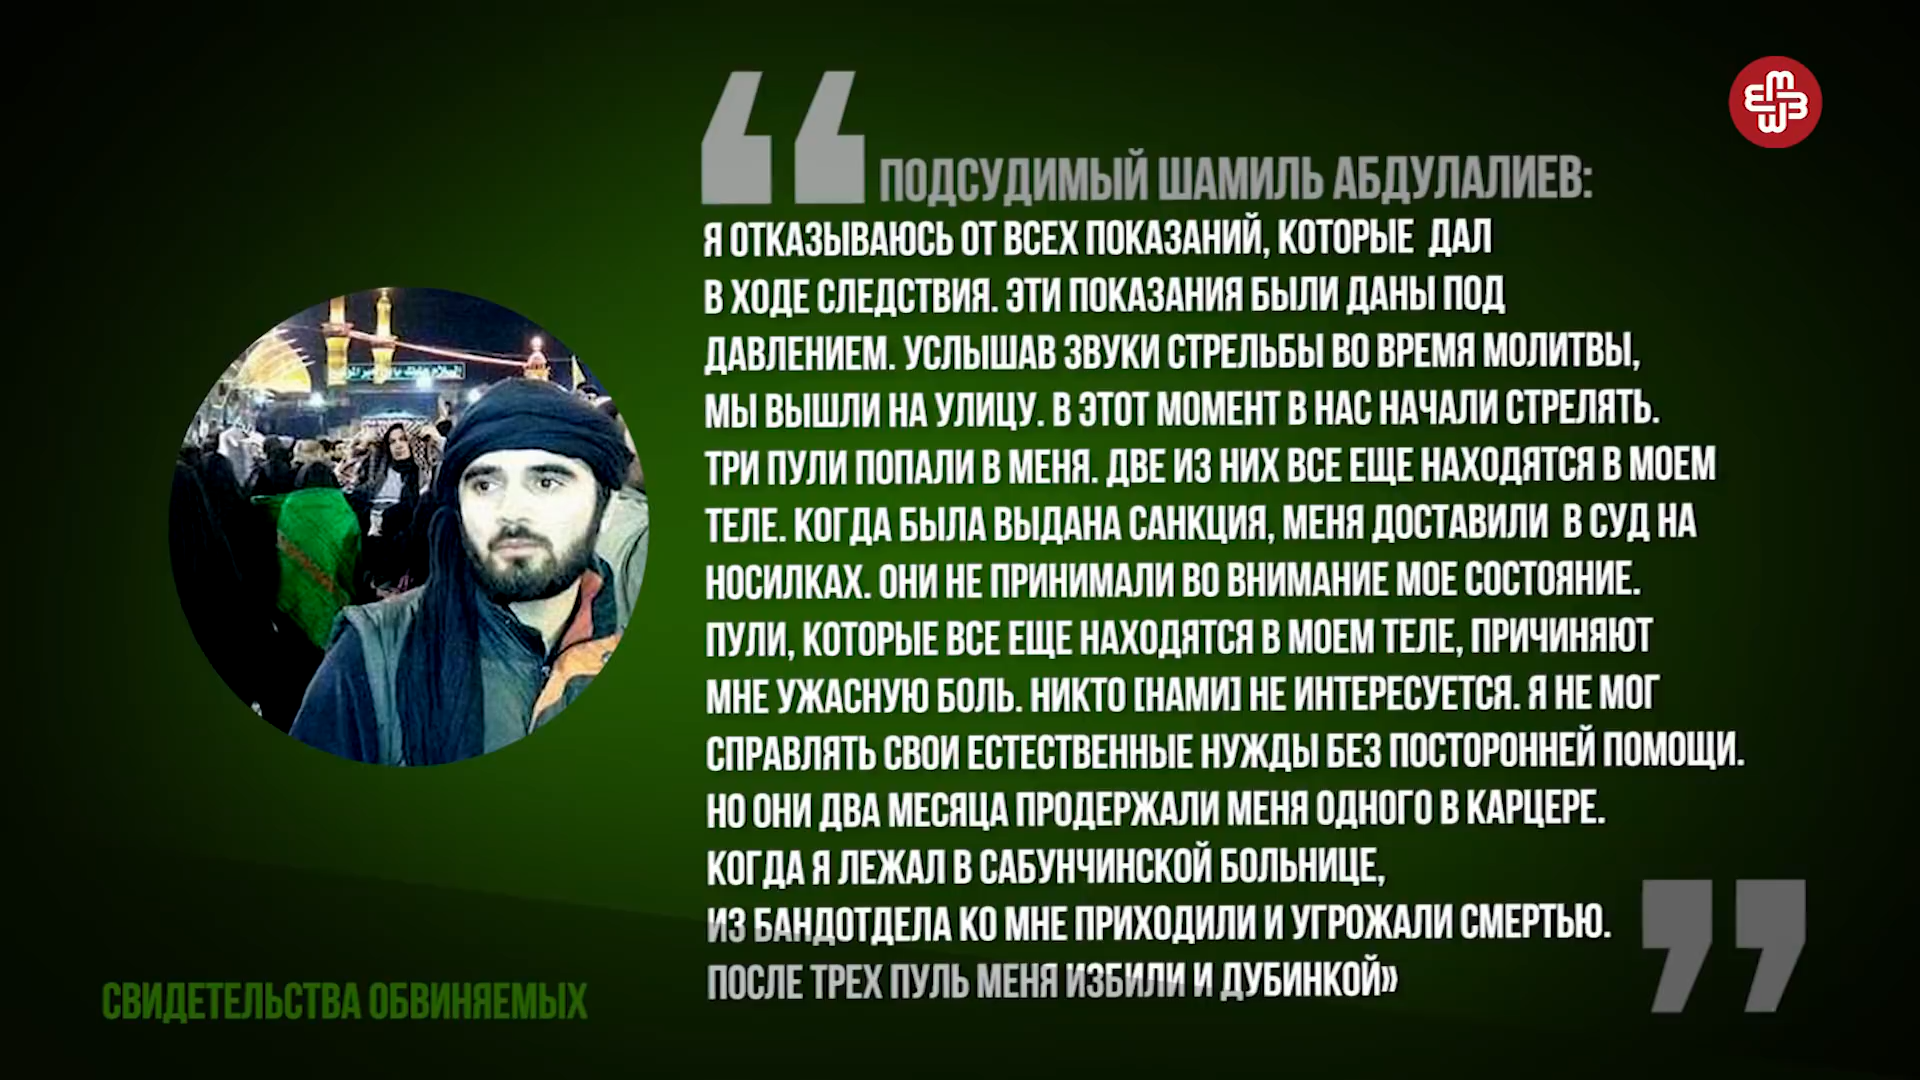 ПОДСУДИМЫЙ ШАМИЛЬ АБДУЛАЛИЕВ:
Я ОТКАЗЫВАЮСЬ ОТ ВСЕХ ПОКАЗАНИЙ, КОТОРЫЕ ДАЛ
В ХОДЕ СЛЕДСТВИЯ. ЭТИ ПОКАЗАНИЯ БЫЛИ ДАНЫ ПОД
ДАВЛЕНИЕМ. УСЛЫШАВ ЗВУКИ СТРЕЛЬБЫ ВО ВРЕМЯ МОЛИТВЫ,
МЫ ВЫШЛИ НА УЛИЦУ. В ЭТОТ МОМЕНТ В НАС НАЧАЛИ СТРЕЛЯТЬ.
ТРИ ПУЛИ ПОПАЛИ В МЕНЯ. ДВЕ ИЗ НИХ ВСЕ ЕЩЕ НАХОДЯТСЯ В МОЕМ
ТЕЛЕ. КОГДА БЫЛА ВЫДАНА САНКЦИЯ, МЕНЯ ДОСТАВИЛИ В СУД НА
НОСИЛКАХ. ОНИ НЕ ПРИНИМАЛИ ВО ВНИМАНИЕ МОЕ СОСТОЯНИЕ.
ПУЛИ, КОТОРЫЕ ВСЕ ЕЩЕ НАХОДЯТСЯ В МОЕМ ТЕЛЕ, ПРИЧИНЯЮТ
МНЕ УЖАСНУЮ БОЛЬ. НИКТО [НАМИ] НЕ ИНТЕРЕСУЕТСЯ. Я НЕ МОГ
СПРАВЛЯТЬ СВОИ ЕСТЕСТВЕННЫЕ НУЖДЫ БЕЗ ПОСТОРОННЕЙ ПОМОЩИ.
НО ОНИ ДВА МЕСЯЦА ПРОДЕРЖАЛИ МЕНЯ ОДНОГО В КАРЦЕРЕ.
КОГДА Я ЛЕЖАЛ В САБУНЧИНСКОЙ БОЛЬНИЦЕ,
ИЗ БАНДОТДЕЛА КО МНЕ ПРИХОДИЛИ И УГРОЖАЛИ СМЕРТЬЮ.
ПОСЛЕ ТРЕХ ПУЛЬ МЕНЯ ИЗБИЛИ И ДУБИНКОЙ»
СВИДЕТЕЛЬСТВА ОБВИНЯЕМЫХ